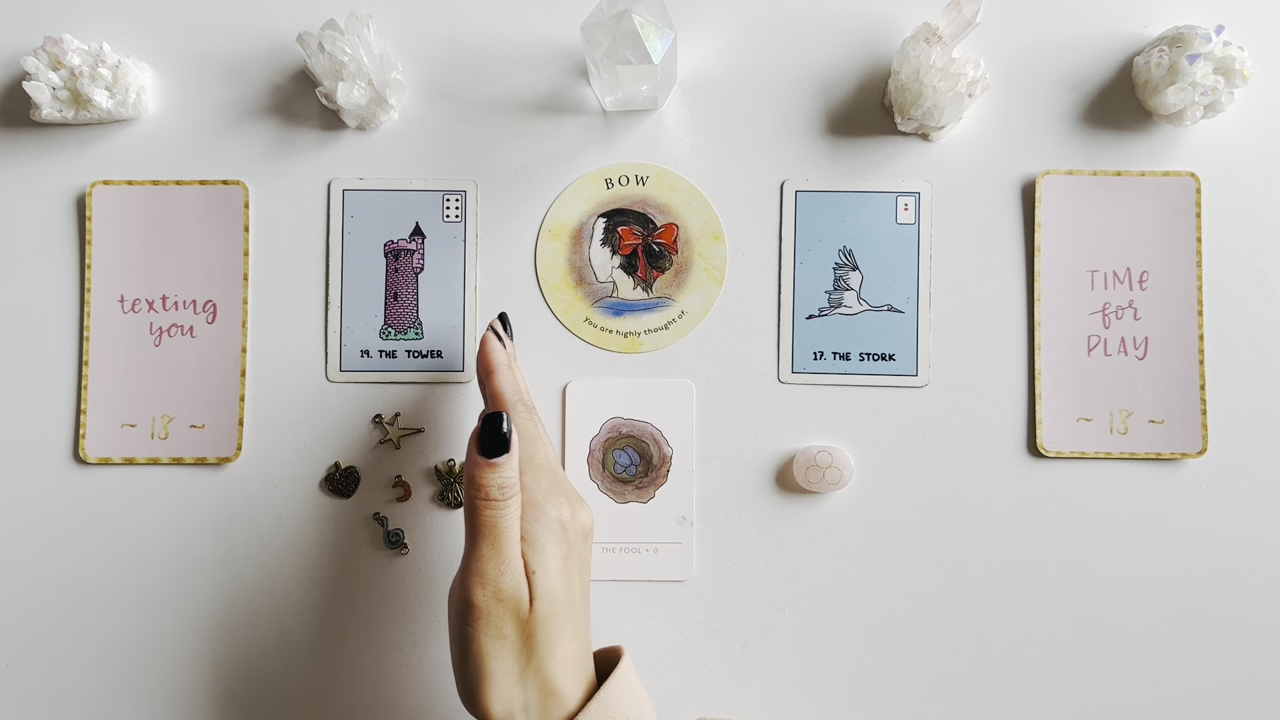 texting
you
~ 18 ~
19. THE TOWER
BOW
you are highly thought of.
17. THE STORK
TIME
for
PLAY
~ 18 ~
THE FOOL • 0